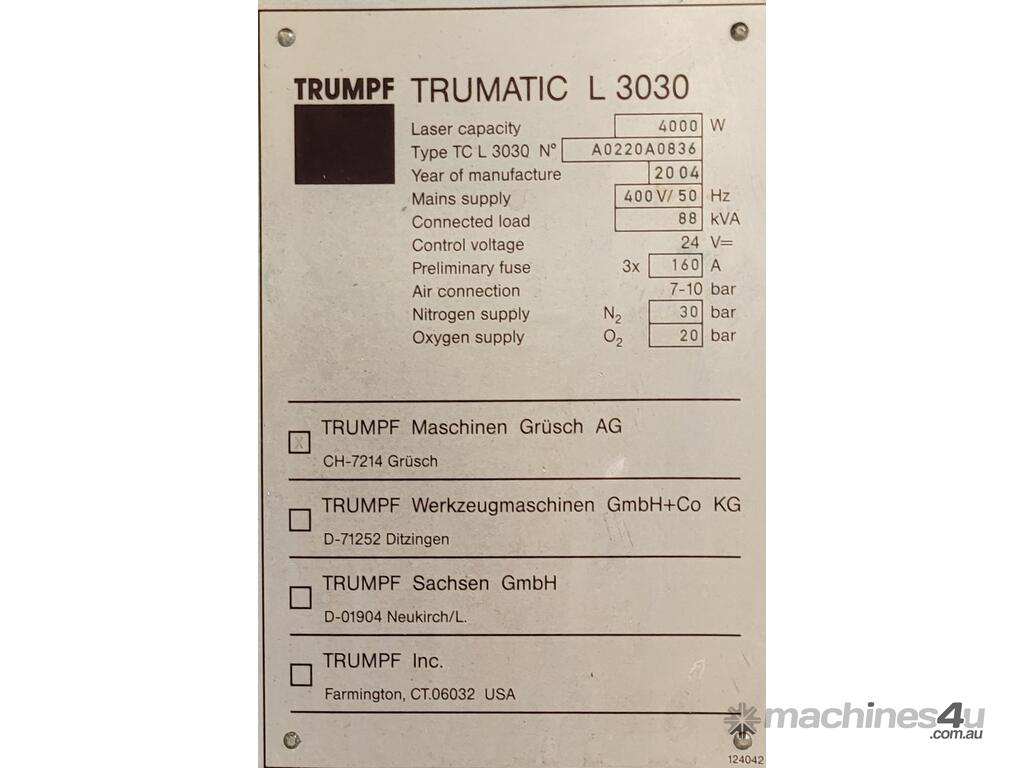 TRUMPF TRUMATIC L 3030
Laser capacity 4000 W
Type TC L 3030 N° A0220A0836
Year of manufacture 2004
Mains supply 400 V/ 50 Hz
Connected load 88 kVA
Control voltage 24 V=
Preliminary fuse 3x 160 A
Air connection 7-10 bar
Nitrogen supply N₂ 30 bar
Oxygen supply O₂ 20 bar
TRUMPF Maschinen Grüsch AG
X
CH-7214 Grüsch
TRUMPF Werkzeugmaschinen GmbH+Co KG
D-71252 Ditzingen
TRUMPF Sachsen GmbH
D-01904 Neukirch/L.
TRUMPF Inc.
Farmington, CT.06032 USA
machines4u
.com.au
124042